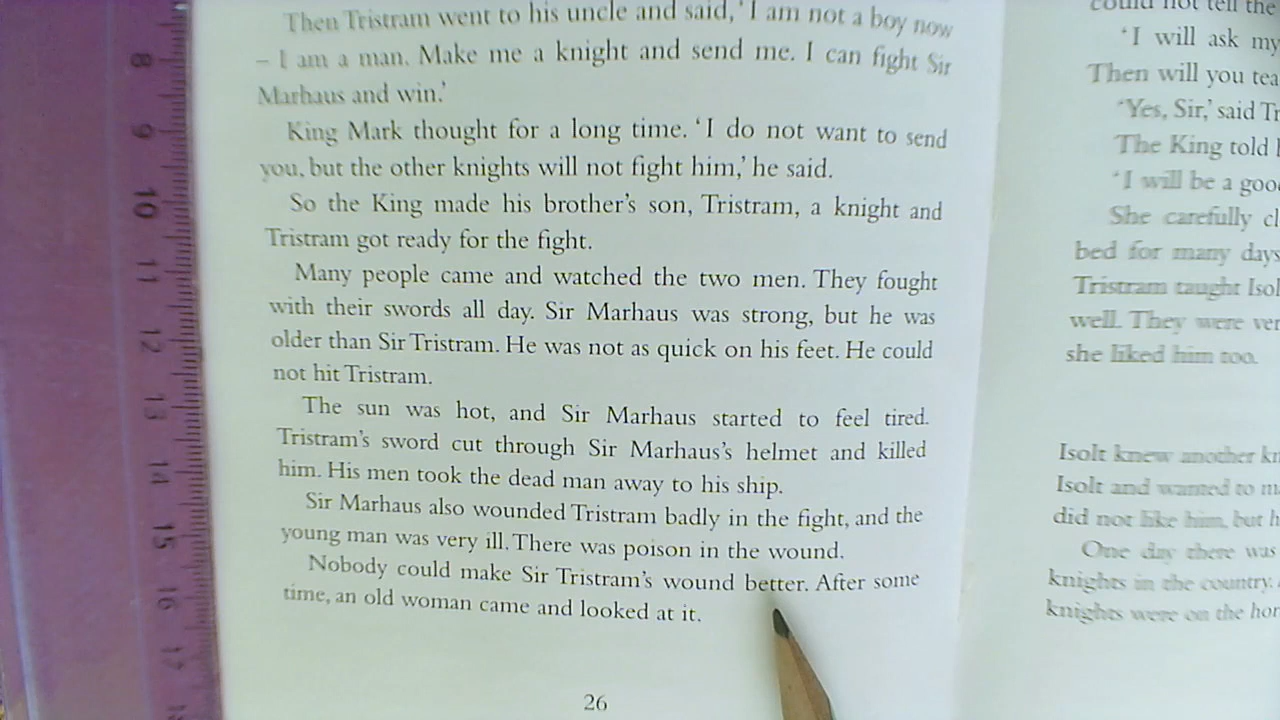 Then Tristram went to his uncle and said, 'I am not a boy now
– I am a man. Make me a knight and send me. I can fight Sir
Marhaus and win.'
King Mark thought for a long time. 'I do not want to send
you, but the other knights will not fight him,' he said.
So the King made his brother's son, Tristram, a knight and
Tristram got ready for the fight.
Many people came and watched the two men. They fought
with their swords all day. Sir Marhaus was strong, but he was
older than Sir Tristram. He was not as quick on his feet. He could
not hit Tristram.
The sun was hot, and Sir Marhaus started to feel tired.
Tristram's sword cut through Sir Marhaus's helmet and killed
him. His men took the dead man away to his ship.
Sir Marhaus also wounded Tristram badly in the fight, and the
young man was very ill. There was poison in the wound.
Nobody could make Sir Tristram's wound better. After some
time, an old woman came and looked at it.
26
could not tell the
'I will ask my
Then will you tea
'Yes, Sir,' said Tr
The King told
'I will be a goo
She carefully cl
bed for many days
Tristram taught Isol
well. They were ver
she liked him too.
Isolt knew another kn
Isolt and wanted to m
did not like him, but h
One day there was
knights in the country.
knights were on the hor
8
9
10
11
12
13
14
15
16
17